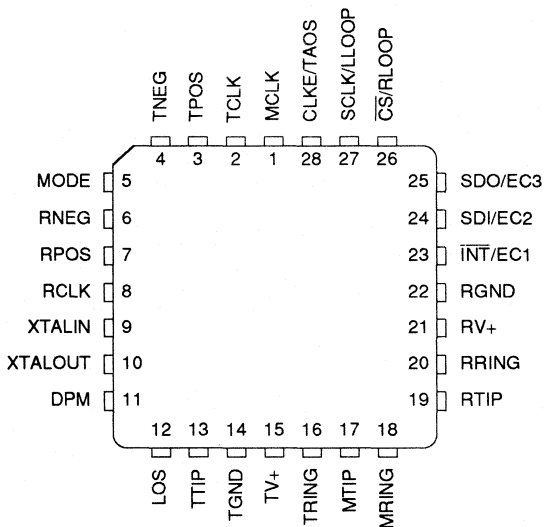 TNEG TPOS TCLK MCLK CLKE/TAOS SCLK/LLOOP C̅S̅/RLOOP
4 3 2 1 28 27 26
MODE 5 25 SDO/EC3
RNEG 6 24 SDI/EC2
RPOS 7 23 I̅N̅T̅/EC1
RCLK 8 22 RGND
XTALIN 9 21 RV+
XTALOUT 10 20 RRING
DPM 11 19 RTIP
12 13 14 15 16 17 18
LOS TTIP TGND TV+ TRING MTIP MRING